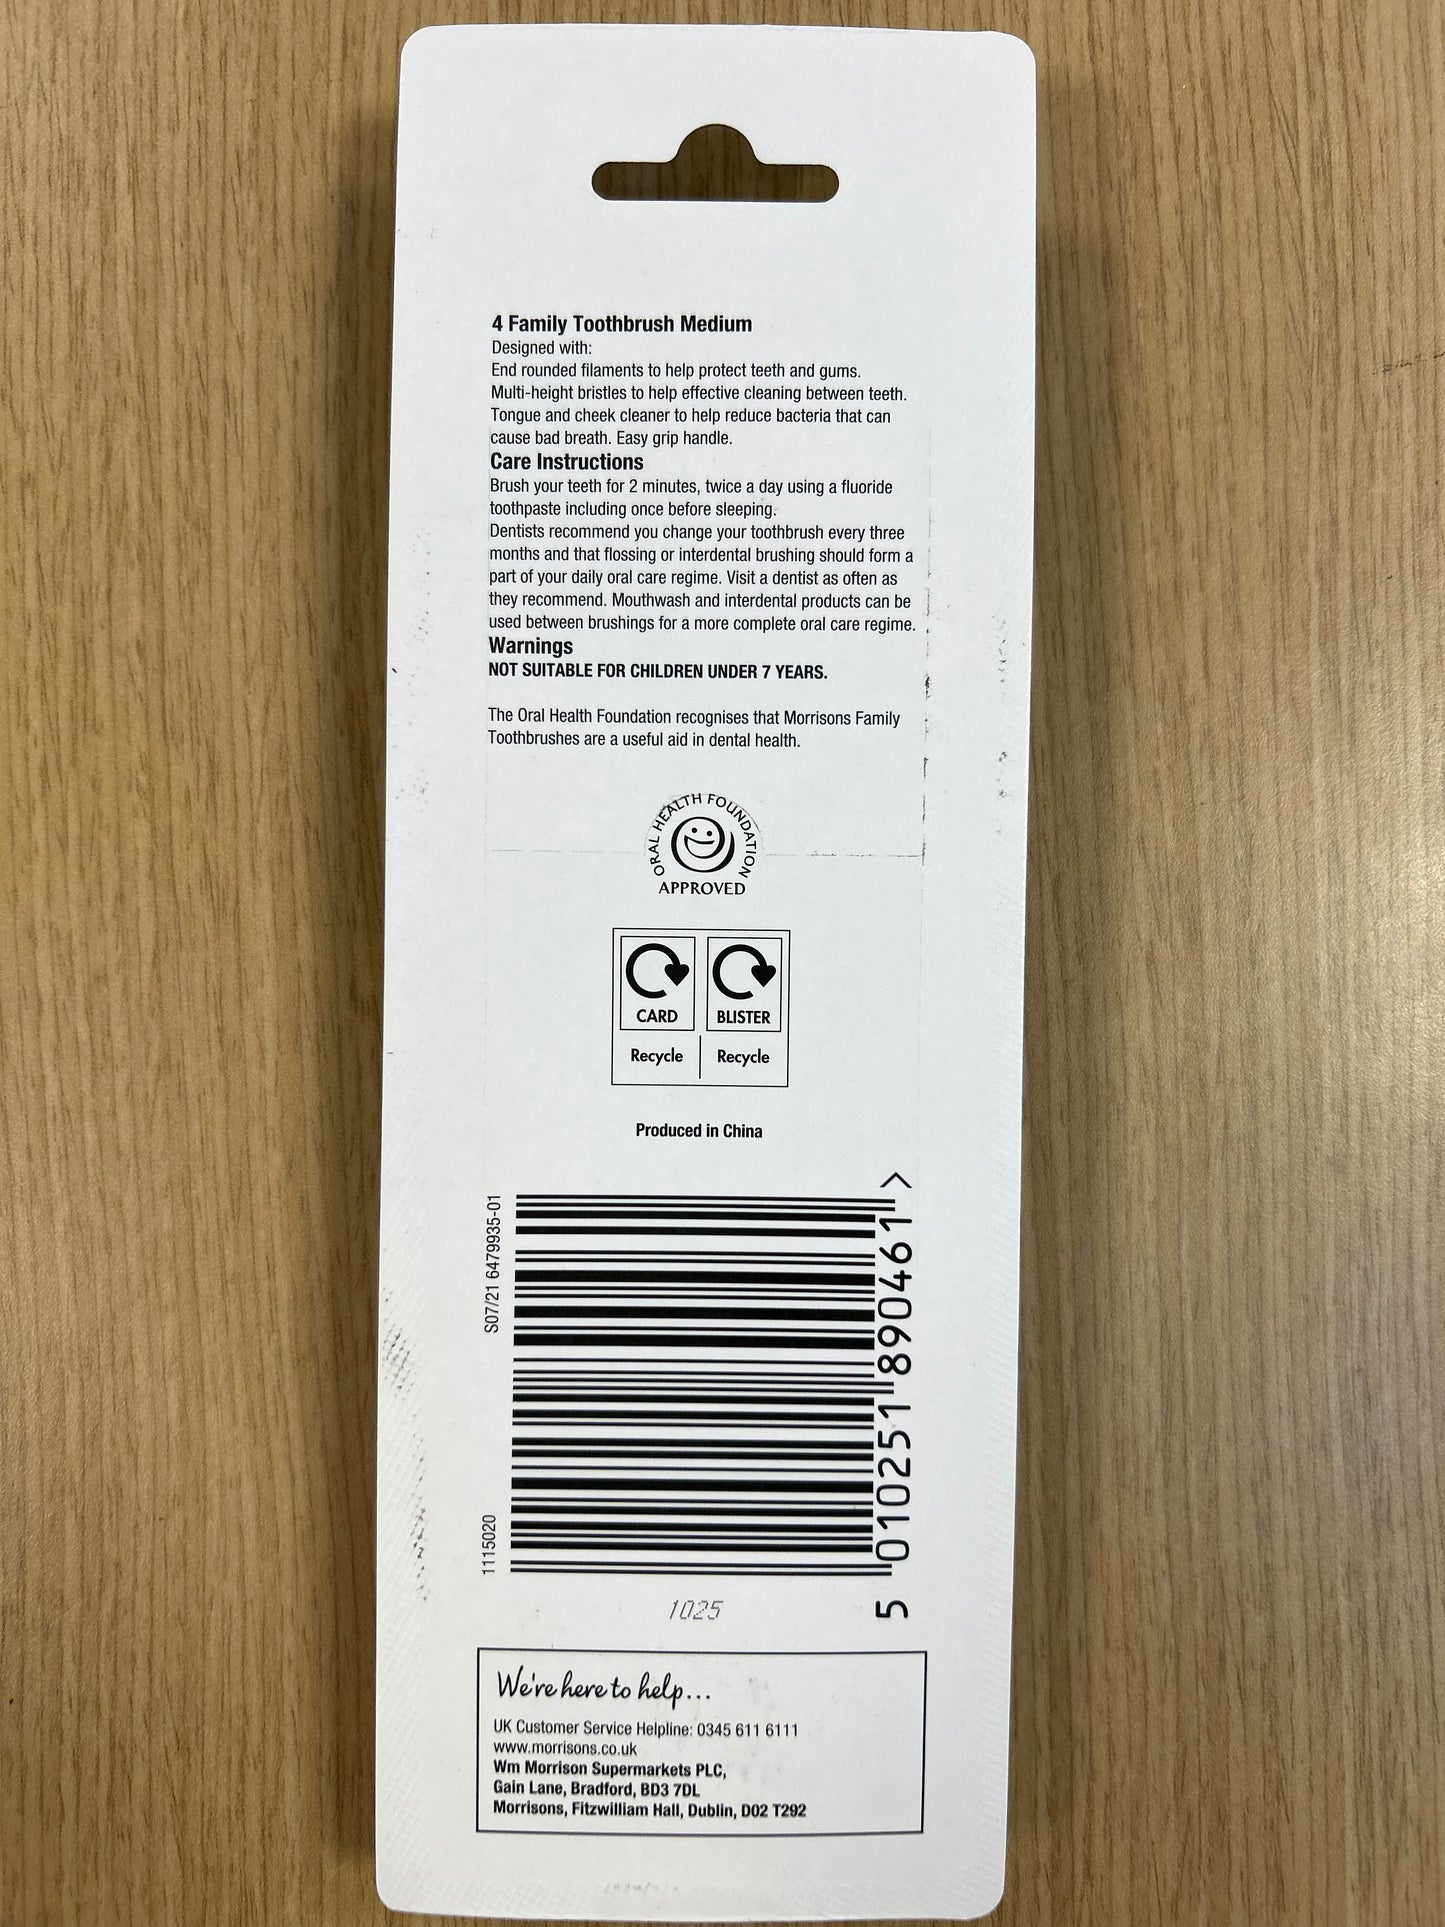 4 Family Toothbrush Medium
Designed with:
End rounded filaments to help protect teeth and gums.
Multi-height bristles to help effective cleaning between teeth.
Tongue and cheek cleaner to help reduce bacteria that can
cause bad breath. Easy grip handle.
Care Instructions
Brush your teeth for 2 minutes, twice a day using a fluoride
toothpaste including once before sleeping.
Dentists recommend you change your toothbrush every three
months and that flossing or interdental brushing should form a
part of your daily oral care regime. Visit a dentist as often as
they recommend. Mouthwash and interdental products can be
used between brushings for a more complete oral care regime.
Warnings
NOT SUITABLE FOR CHILDREN UNDER 7 YEARS.
The Oral Health Foundation recognises that Morrisons Family
Toothbrushes are a useful aid in dental health.
ORAL HEALTH FOUNDATION
APPROVED
CARD BLISTER
Recycle Recycle
Produced in China
S07/21 6479935-01
1115020
5 010251 890461 >
1025
We're here to help...
UK Customer Service Helpline: 0345 611 6111
www.morrisons.co.uk
Wm Morrison Supermarkets PLC,
Gain Lane, Bradford, BD3 7DL
Morrisons, Fitzwilliam Hall, Dublin, D02 T292